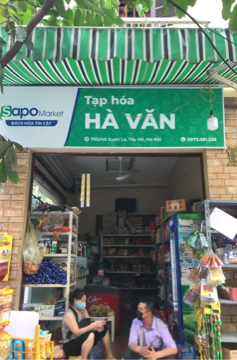 Sapo Market
BÁCH HÓA TIN CẬY
Tạp hóa
HÀ VĂN
Xuân La, Tây Hồ, Hà Nội